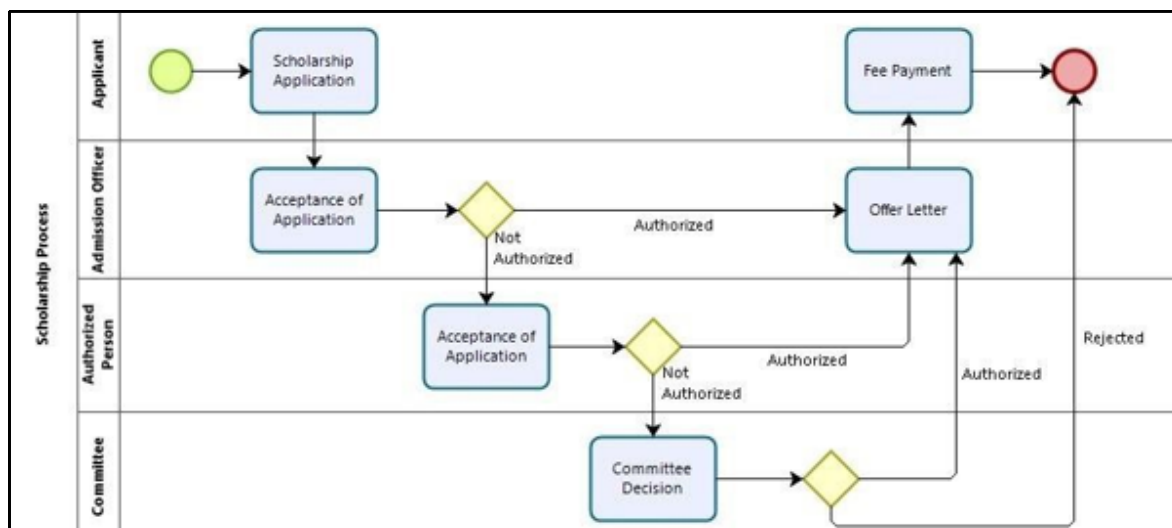 Scholarship Process
Applicant
Scholarship
Application
Fee Payment
Admission Officer
Acceptance of
Application
Not
Authorized
Authorized
Offer Letter
Authorized
Person
Acceptance of
Application
Not
Authorized
Authorized
Authorized
Rejected
Committee
Committee
Decision